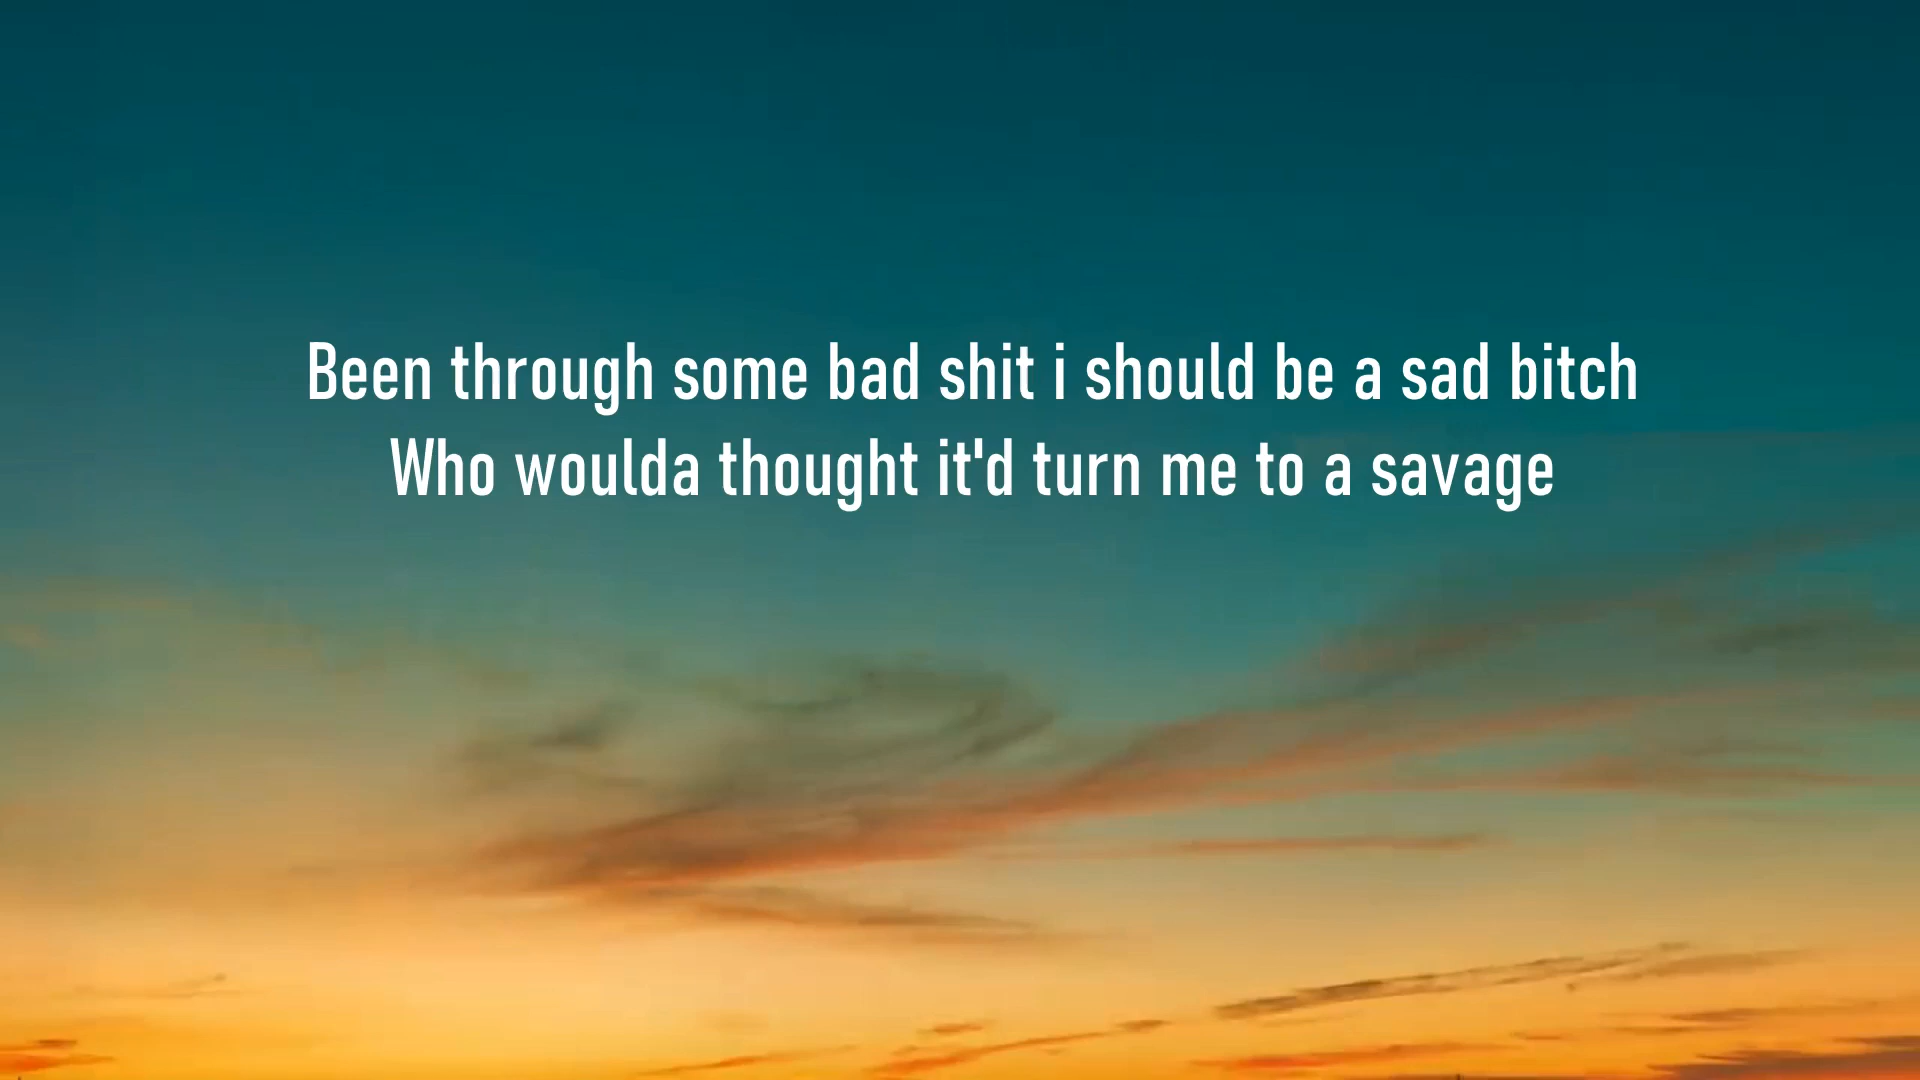 Been through some bad shit i should be a sad bitch
Who woulda thought it'd turn me to a savage